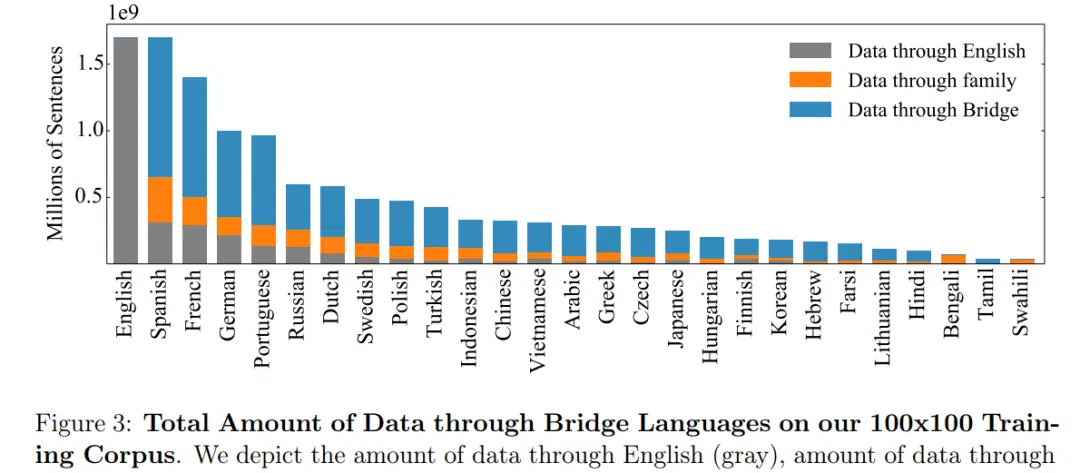 1e9
Millions of Sentences
1.5
1.0
0.5
Data through English
Data through family
Data through Bridge
English
Spanish
French
German
Portuguese
Russian
Dutch
Swedish
Polish
Turkish
Indonesian
Chinese
Vietnamese
Arabic
Greek
Czech
Japanese
Hungarian
Finnish
Korean
Hebrew
Farsi
Lithuanian
Hindi
Bengali
Tamil
Swahili
Figure 3: Total Amount of Data through Bridge Languages on our 100x100 Train-
ing Corpus. We depict the amount of data through English (gray), amount of data through